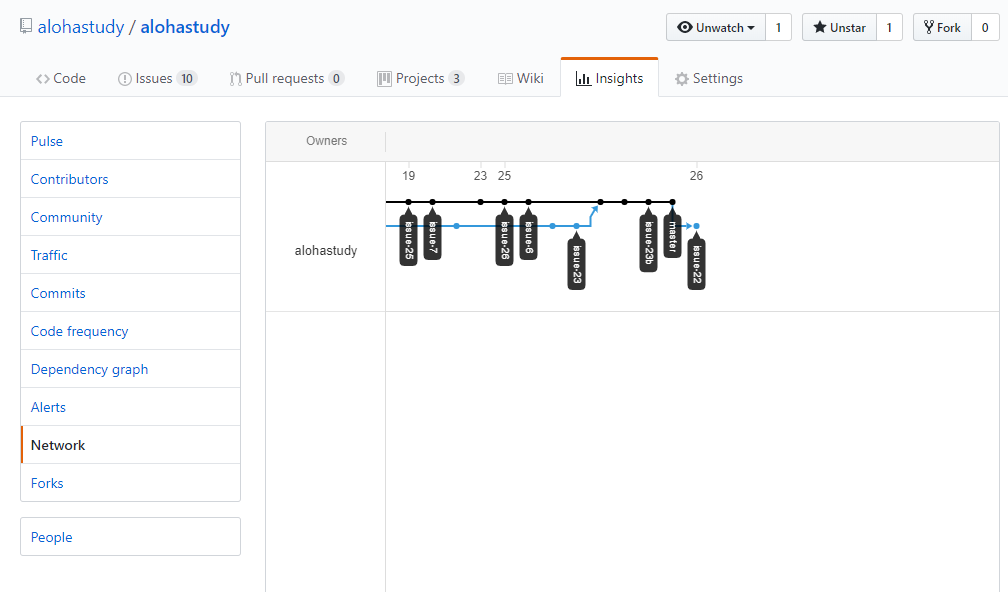 alohastudy / alohastudy
Unwatch 1 Unstar 1 Fork 0
Code Issues 10 Pull requests 0 Projects 3 Wiki Insights Settings
Pulse
Contributors
Community
Traffic
Commits
Code frequency
Dependency graph
Alerts
Network
Forks
People
Owners
19 23 25 26
alohastudy
issue-25
issue-7
issue-26
issue-6
issue-23
issue-23b
master
issue-22